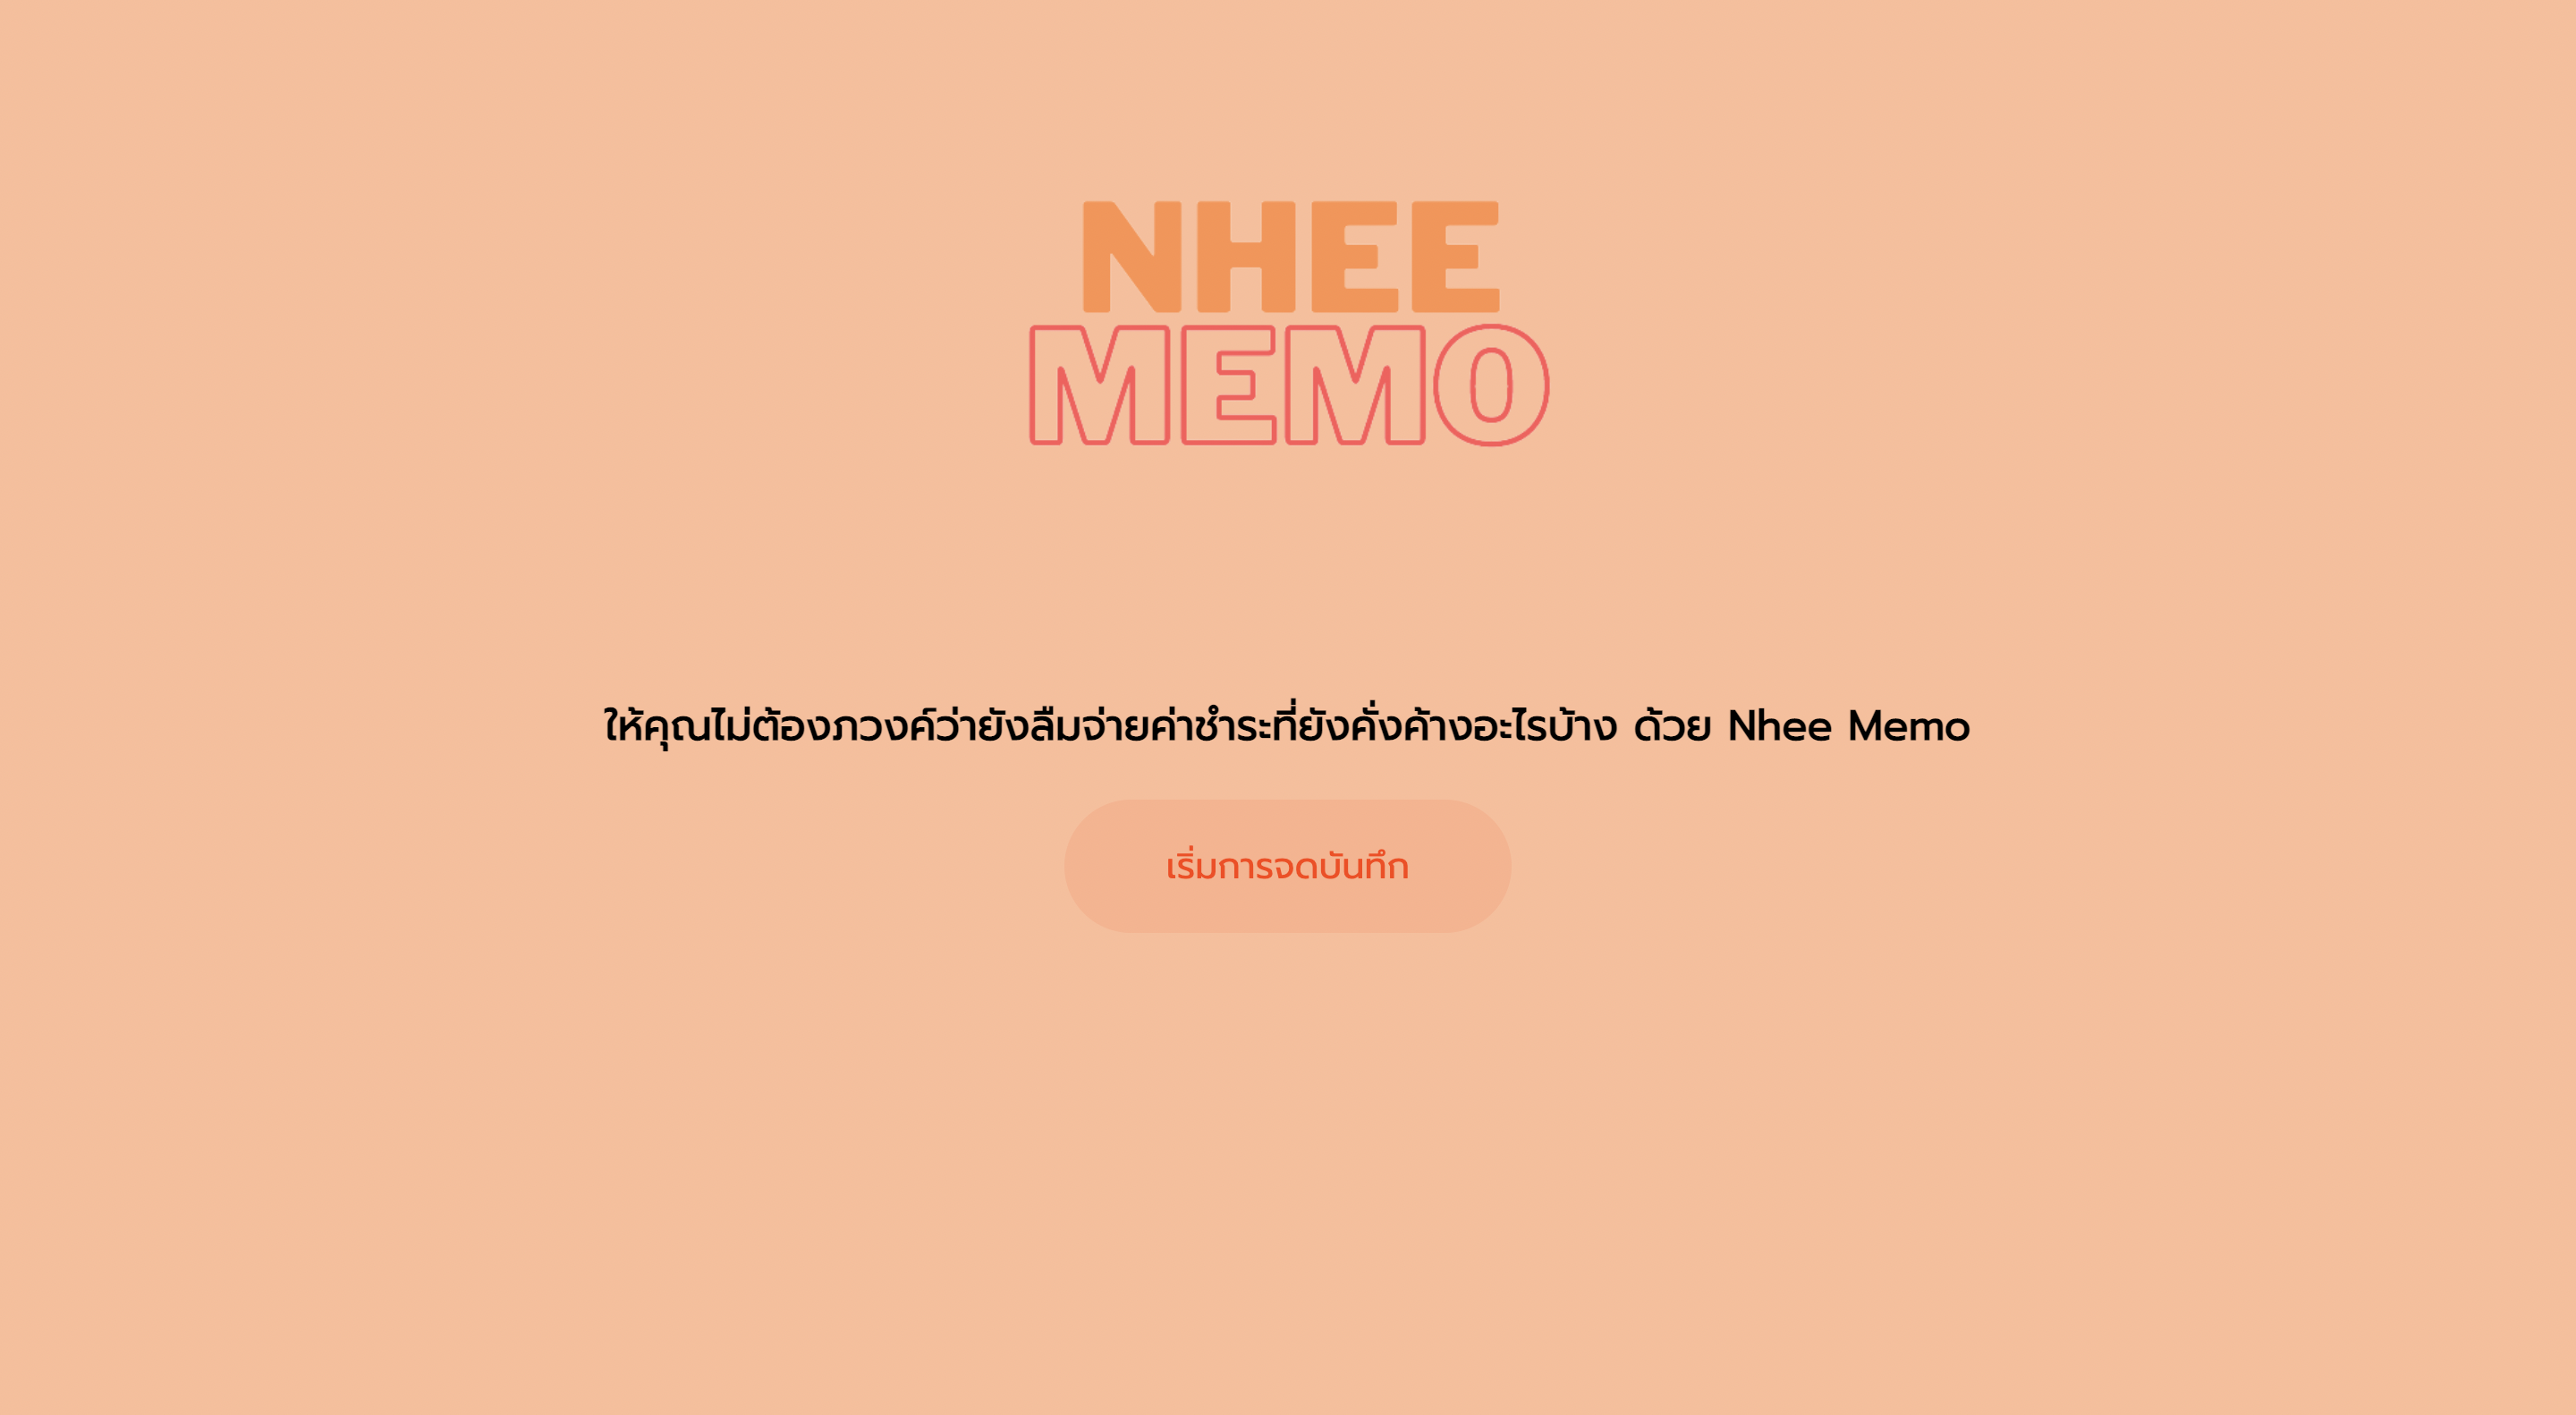 NHEE
MEMO
ให้คุณไม่ต้องภวงค์ว่ายังลืมจ่ายค่าชำระที่ยังคั่งค้างอะไรบ้าง ด้วย Nhee Memo
เริ่มการจดบันทึก